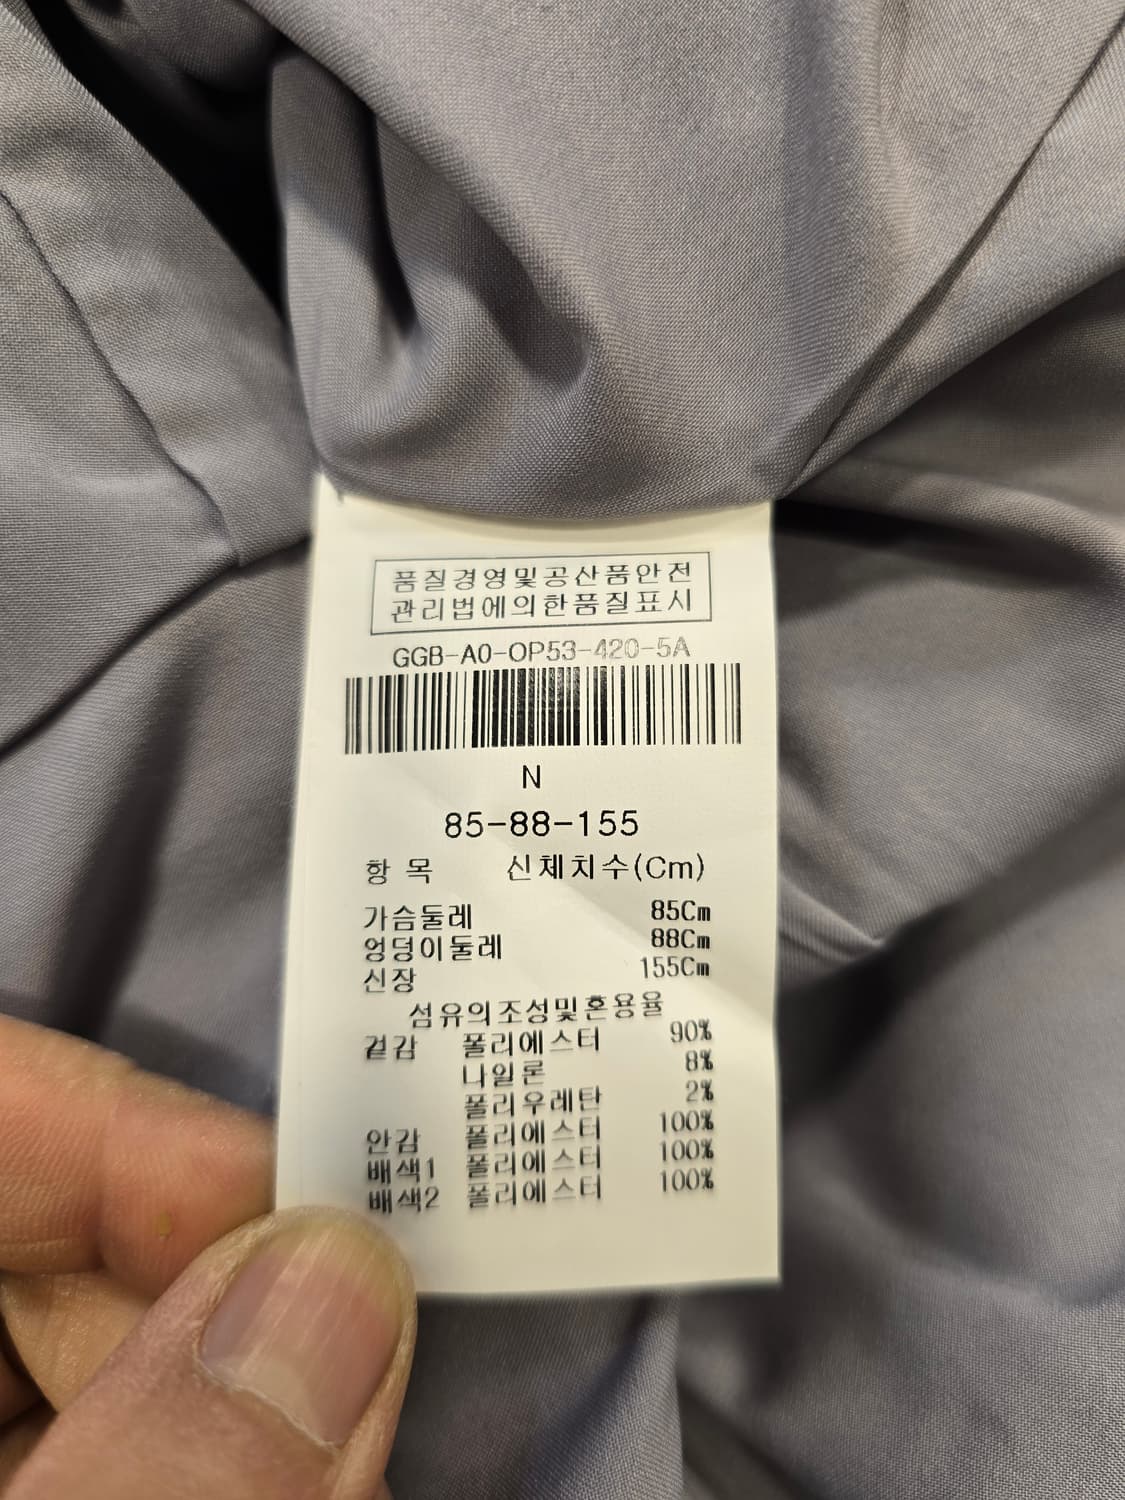 품질경영및공산품안전
관리법에의한품질표시
GGB-A0-OP53-420-5A
N
85-88-155
항 목 신체치수(Cm)
가슴둘레 85Cm
엉덩이둘레 88Cm
신장 155Cm
섬유의조성및혼용율
겉감 폴리에스터 90%
나일론 8%
폴리우레탄 2%
안감 폴리에스터 100%
배색1 폴리에스터 100%
배색2 폴리에스터 100%